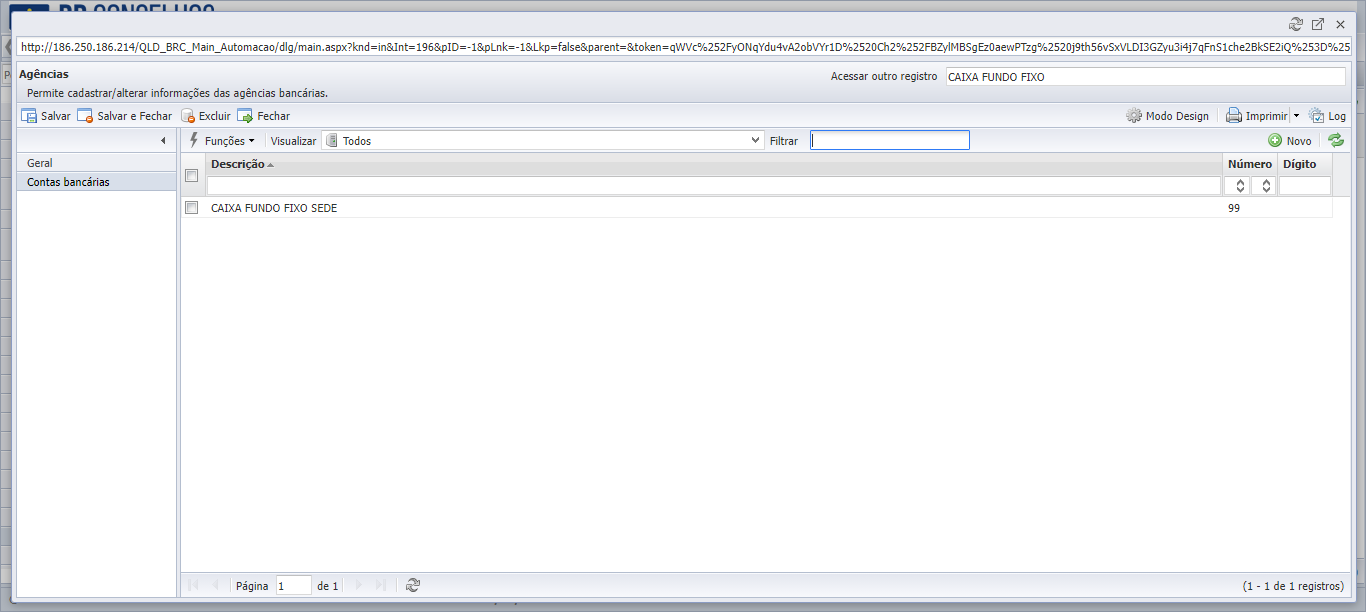 BR CONSELHOS
http://186.250.186.214/QLD_BRC_Main_Automacao/dlg/main.aspx?knd=in&Int=196&pID=-1&pLnk=-1&Lkp=false&parent=&token=qWVc%252FyONqYdu4vA2obVYr1D%2520Ch2%252FBZylMBSgEz0aewPTzg%2520j9th56vSxVLDI3GZyu3i4j7qFnS1che2BkSE2iQ%253D%25
Agências
Acessar outro registro CAIXA FUNDO FIXO
Permite cadastrar/alterar informações das agências bancárias.
Salvar Salvar e Fechar Excluir Fechar Modo Design Imprimir Log
Funções Visualizar Todos Filtrar Novo
Geral
Contas bancárias
Descrição Número Dígito
CAIXA FUNDO FIXO SEDE 99
Página 1 de 1 (1 - 1 de 1 registros)